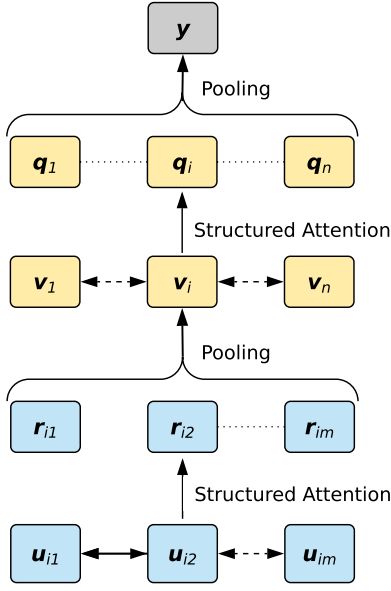 y
Pooling
q1 qi qn
Structured Attention
v1 vi vn
Pooling
ri1 ri2 rim
Structured Attention
ui1 ui2 uim